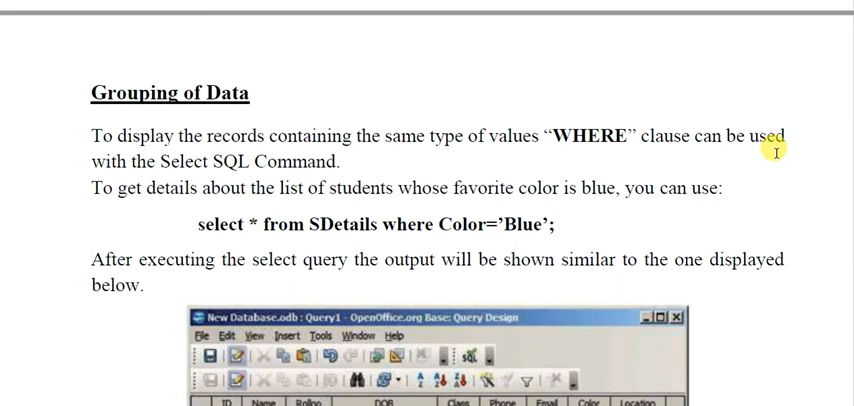 Grouping of Data
To display the records containing the same type of values “WHERE” clause can be used
with the Select SQL Command.
To get details about the list of students whose favorite color is blue, you can use:
select * from SDetails where Color=’Blue’;
After executing the select query the output will be shown similar to the one displayed
below.
New Database.odb : Query1 - OpenOffice.org Base: Query Design
File Edit View Insert Tools Window Help
SQL
ID Name Rollno DOB Class Phone Email Color Location